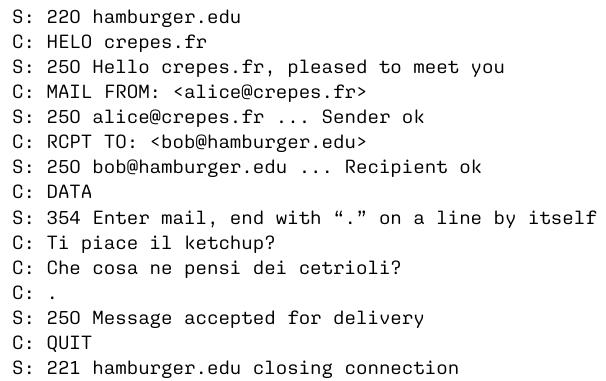 S: 220 hamburger.edu
C: HELO crepes.fr
S: 250 Hello crepes.fr, pleased to meet you
C: MAIL FROM: <alice@crepes.fr>
S: 250 alice@crepes.fr ... Sender ok
C: RCPT TO: <bob@hamburger.edu>
S: 250 bob@hamburger.edu ... Recipient ok
C: DATA
S: 354 Enter mail, end with “.” on a line by itself
C: Ti piace il ketchup?
C: Che cosa ne pensi dei cetrioli?
C: .
S: 250 Message accepted for delivery
C: QUIT
S: 221 hamburger.edu closing connection